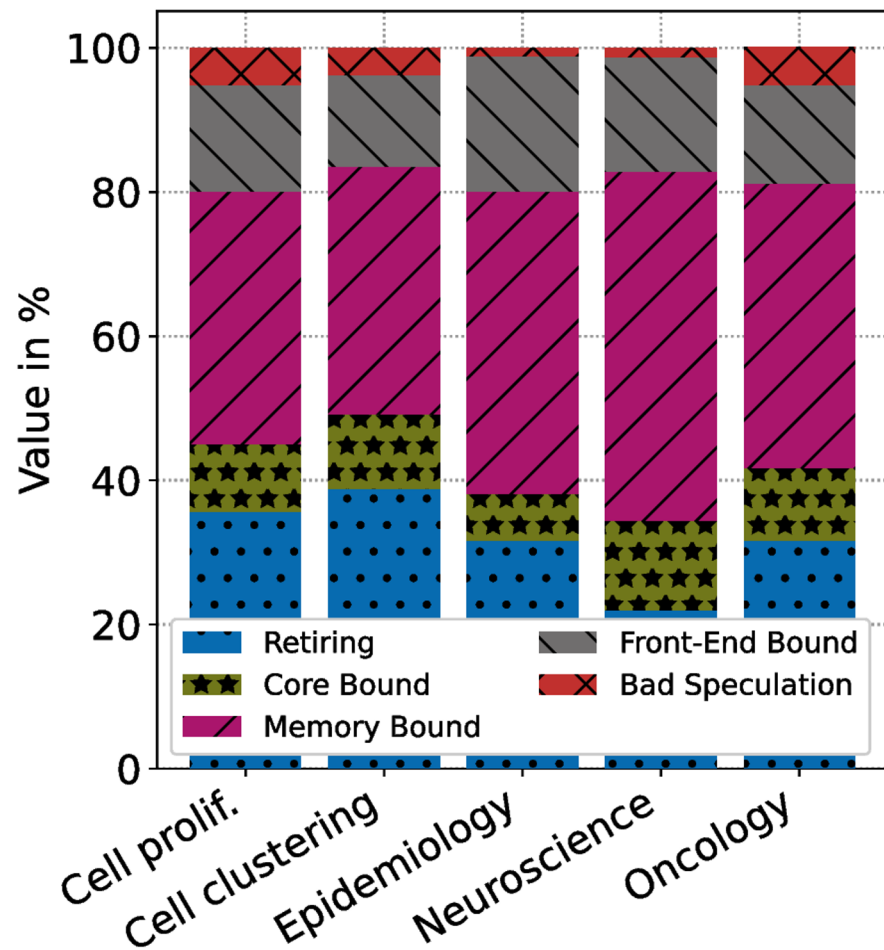 100
80
60
40
20
0
Value in %
Retiring
Core Bound
Memory Bound
Front-End Bound
Bad Speculation
Cell prolif.
Cell clustering
Epidemiology
Neuroscience
Oncology